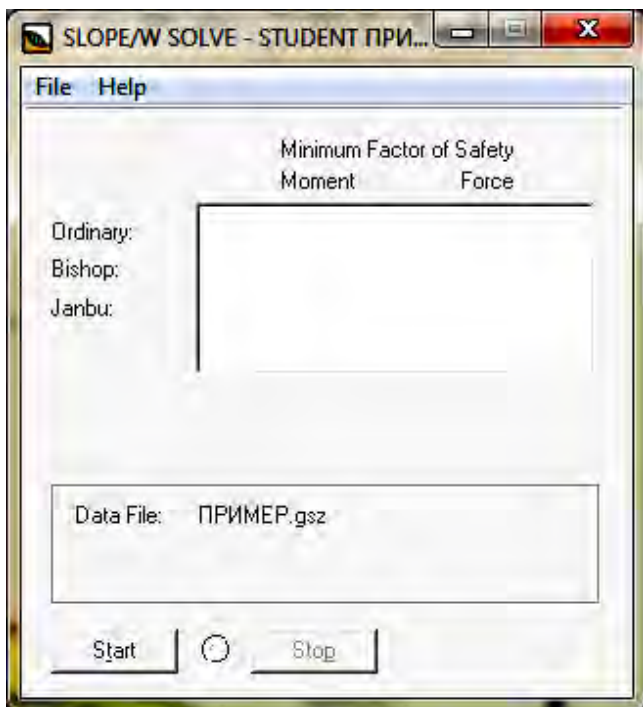 SLOPE/W SOLVE - STUDENT ПРИ...
File Help
Minimum Factor of Safety
Moment Force
Ordinary:
Bishop:
Janbu:
Data File: ПРИМЕР.gsz
Start Stop